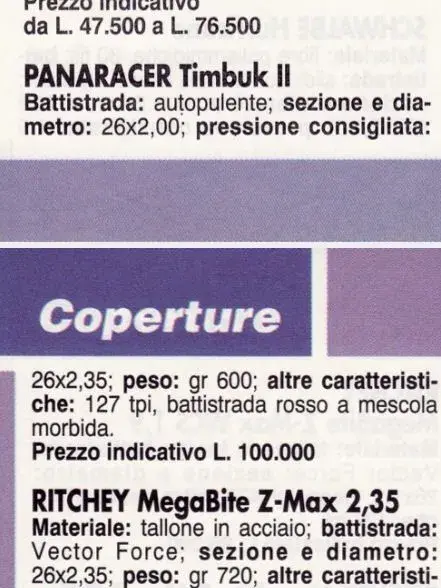 Prezzo indicativo
da L. 47.500 a L. 76.500
PANARACER Timbuk II
Battistrada: autopulente; sezione e dia-
metro: 26x2,00; pressione consigliata:
Coperture
26x2,35; peso: gr 600; altre caratteristi-
che: 127 tpi, battistrada rosso a mescola
morbida.
Prezzo indicativo L. 100.000
RITCHEY MegaBite Z-Max 2,35
Materiale: tallone in acciaio; battistrada:
Vector Force; sezione e diametro:
26x2,35; peso: gr 720; altre caratteristi-